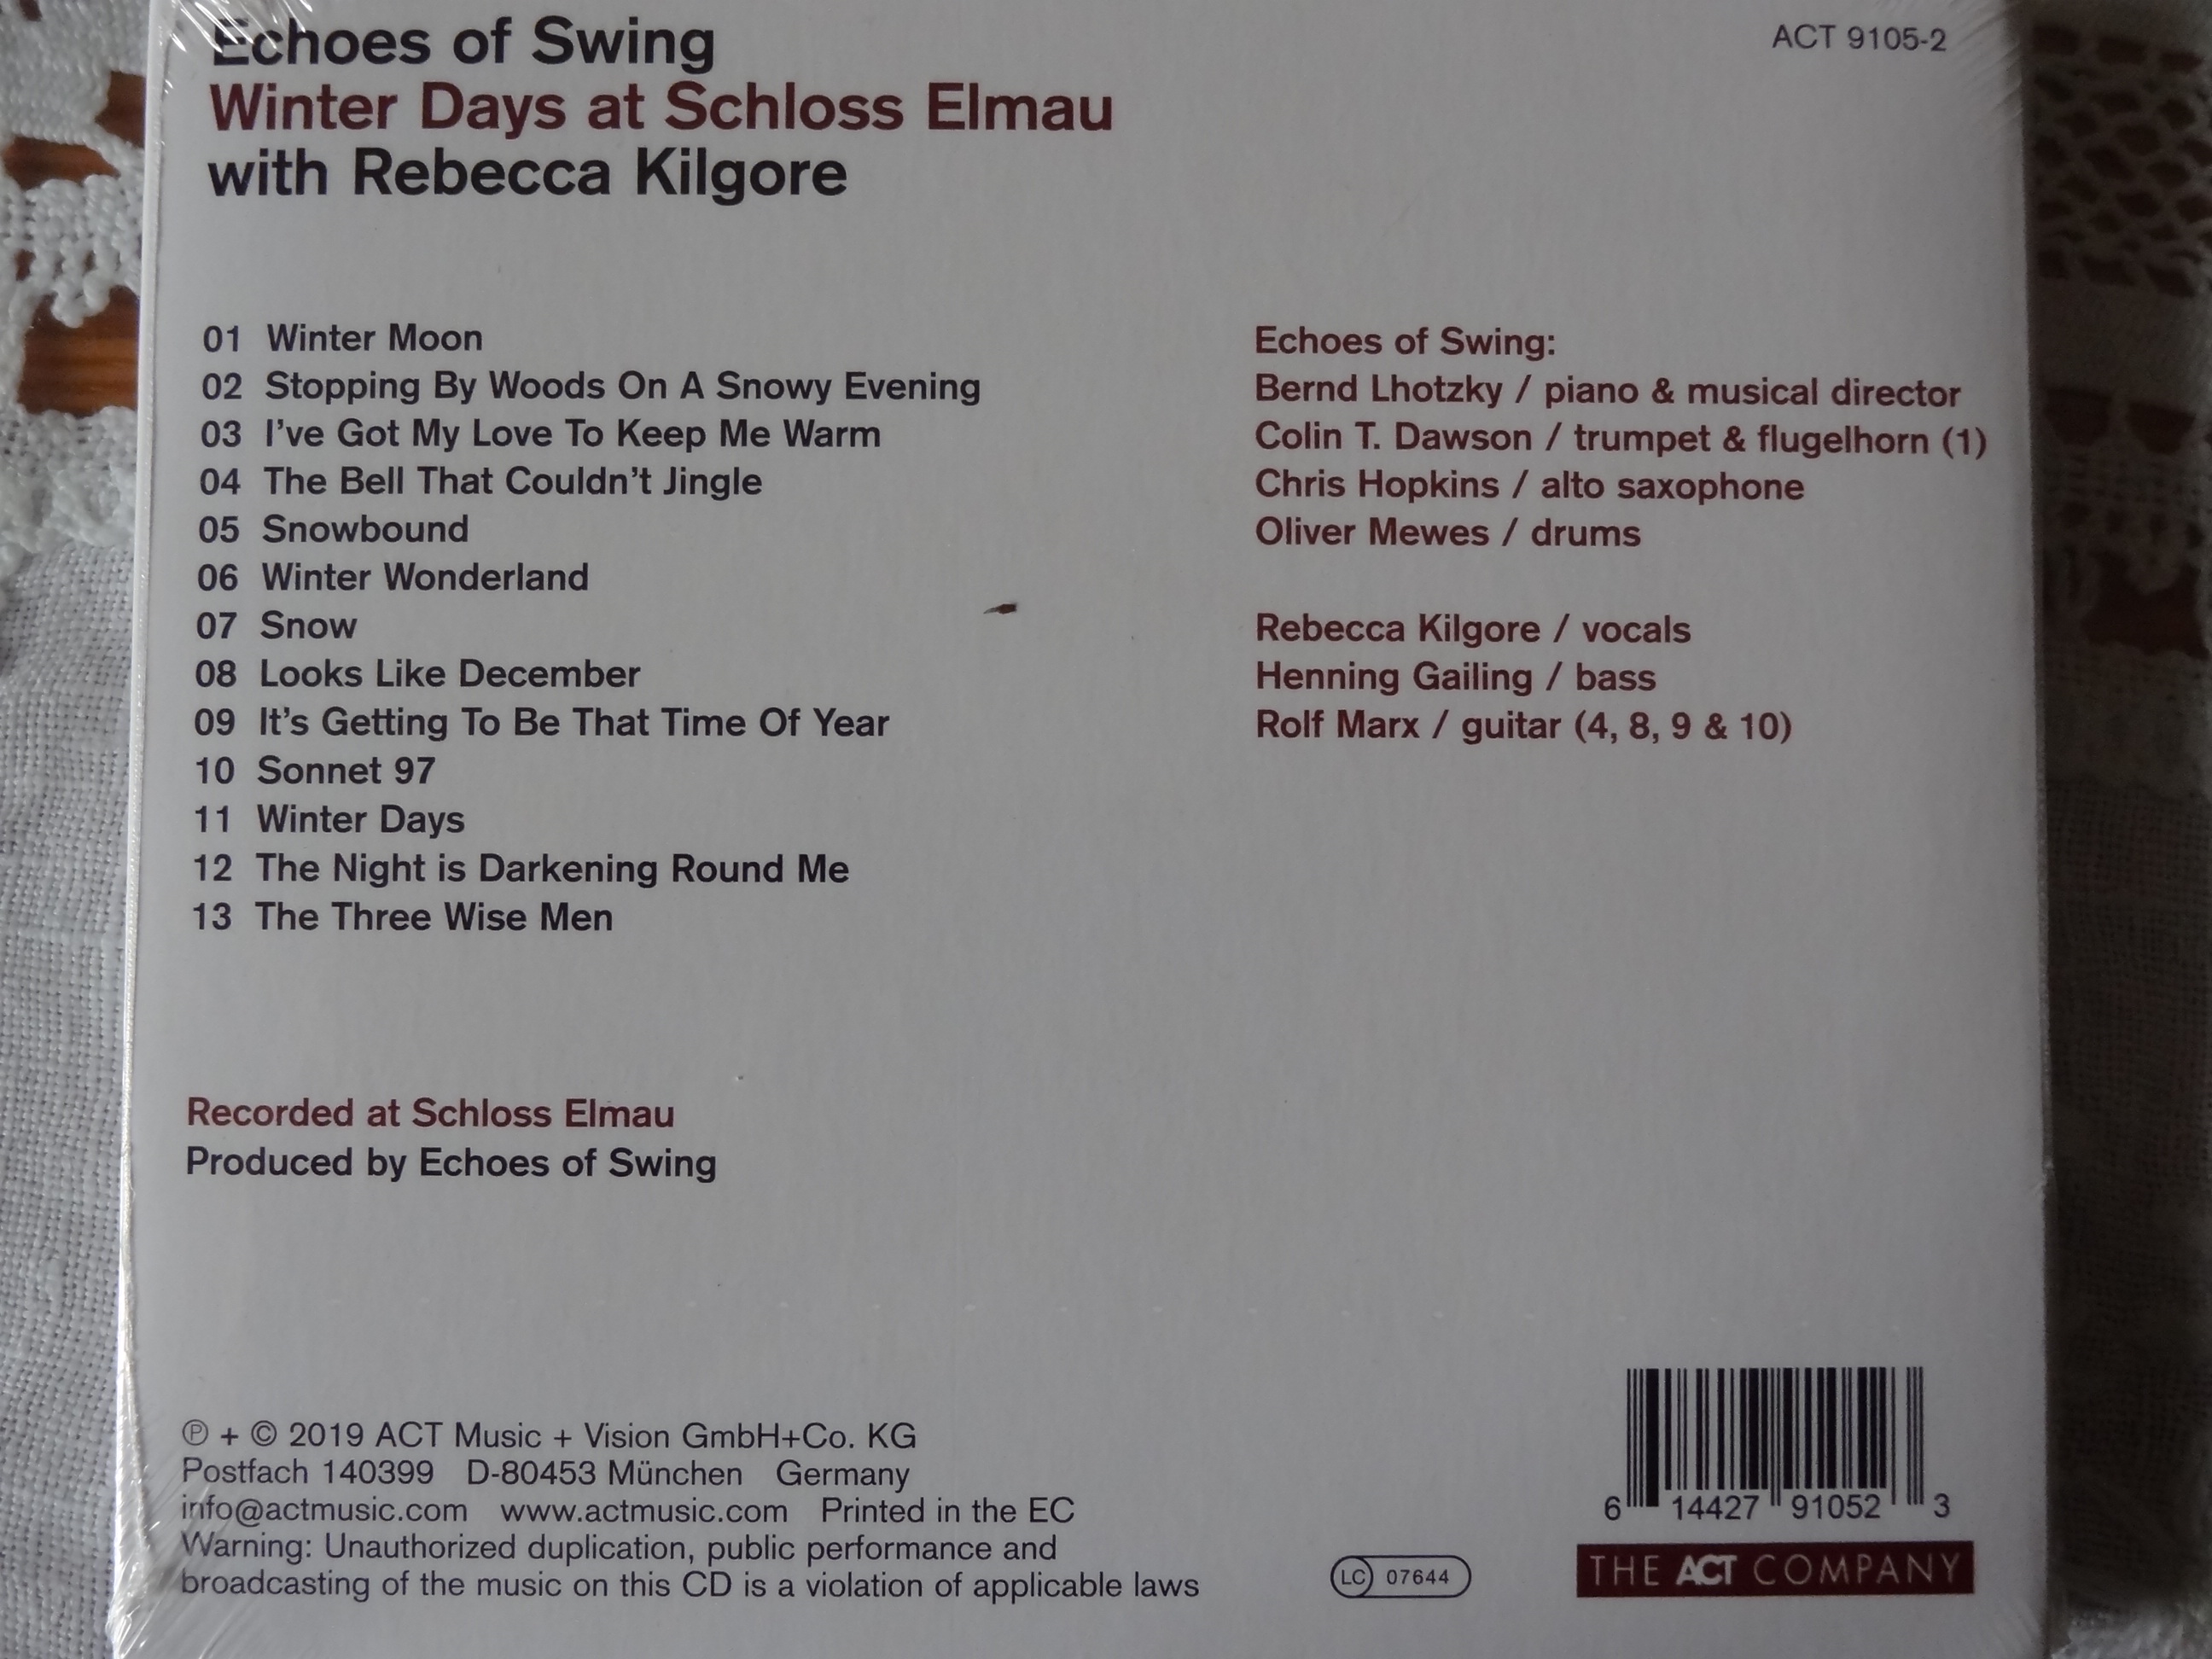 Echoes of Swing
ACT 9105-2
Winter Days at Schloss Elmau
with Rebecca Kilgore
01 Winter Moon
02 Stopping By Woods On A Snowy Evening
03 I've Got My Love To Keep Me Warm
04 The Bell That Couldn't Jingle
05 Snowbound
06 Winter Wonderland
07 Snow
08 Looks Like December
09 It's Getting To Be That Time Of Year
10 Sonnet 97
11 Winter Days
12 The Night is Darkening Round Me
13 The Three Wise Men
Echoes of Swing:
Bernd Lhotzky / piano & musical director
Colin T. Dawson / trumpet & flugelhorn (1)
Chris Hopkins / alto saxophone
Oliver Mewes / drums
Rebecca Kilgore / vocals
Henning Gailing / bass
Rolf Marx / guitar (4, 8, 9 & 10)
Recorded at Schloss Elmau
Produced by Echoes of Swing
℗ + © 2019 ACT Music + Vision GmbH+Co. KG
Postfach 140399 D-80453 München Germany
info@actmusic.com www.actmusic.com Printed in the EC
Warning: Unauthorized duplication, public performance and
broadcasting of the music on this CD is a violation of applicable laws
LC 07644
6 14427 91052 3
THE ACT COMPANY